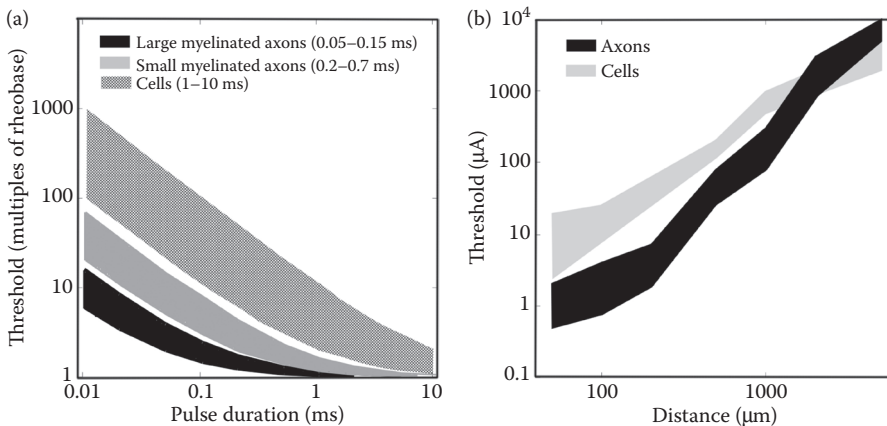 (a)
Large myelinated axons (0.05–0.15 ms)
Small myelinated axons (0.2–0.7 ms)
Cells (1–10 ms)
Threshold (multiples of rheobase)
1000
100
10
1
0.01
0.1
1
10
Pulse duration (ms)
(b)
Axons
Cells
Threshold (μA)
10⁴
1000
100
10
1
0.1
100
1000
Distance (μm)